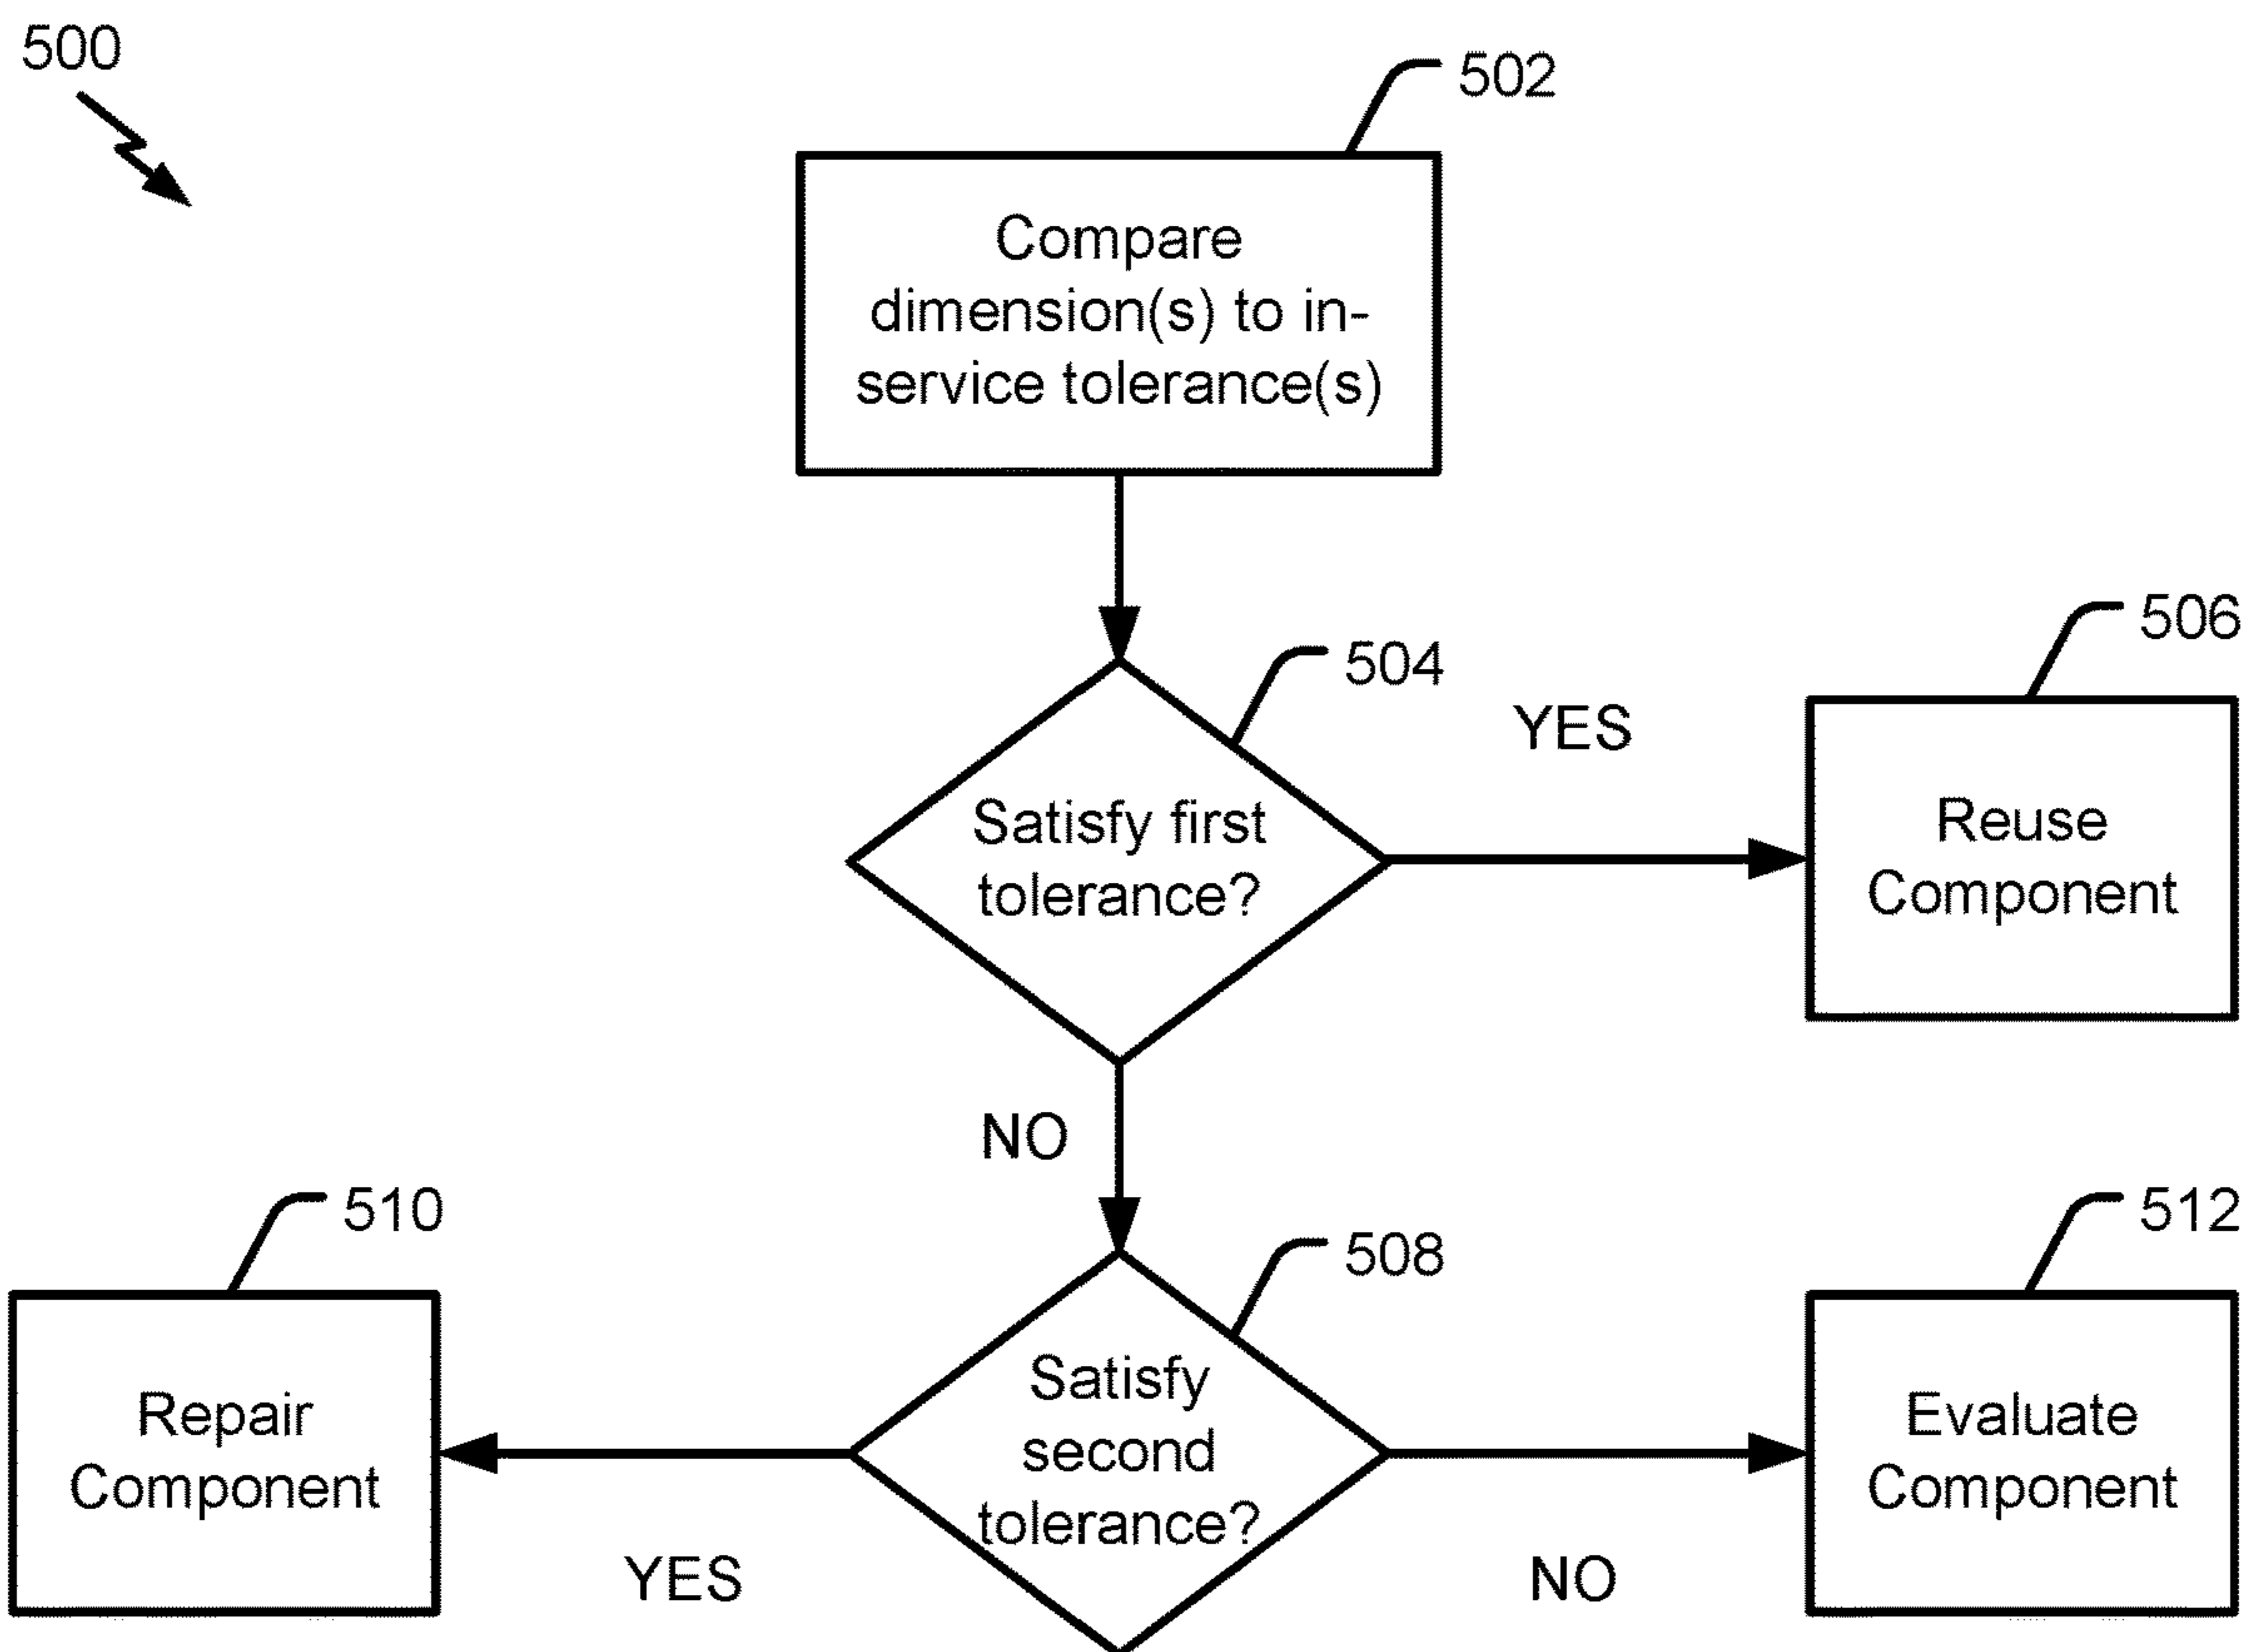 500
502
Compare
dimension(s) to in-
service tolerance(s)
504
YES
506
Satisfy first
tolerance?
Reuse
Component
NO
510
508
512
Repair
Component
Satisfy
second
tolerance?
Evaluate
Component
YES
NO